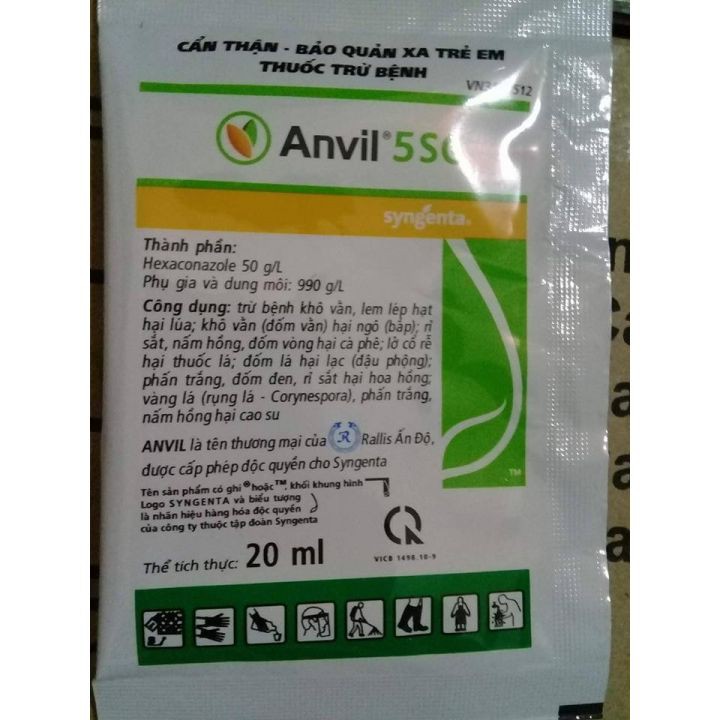 CẨN THẬN - BẢO QUẢN XA TRẺ EM
THUỐC TRỪ BỆNH
Anvil® 5SC
syngenta®
Thành phần:
Hexaconazole 50 g/L
Phụ gia và dung môi: 990 g/L
Công dụng: trừ bệnh khô vằn, lem lép hạt
hại lúa; khô vằn (đốm vằn) hại ngô (bắp); rỉ
sắt, nấm hồng, đốm vòng hại cà phê; lở cổ rễ
hại thuốc lá; đốm lá hại lạc (đậu phộng);
phấn trắng, đốm đen, rỉ sắt hại hoa hồng;
vàng lá (rụng lá - Corynespora), phấn trắng,
nấm hồng hại cao su
ANVIL là tên thương mại của R Rallis Ấn Độ,
được cấp phép độc quyền cho Syngenta
Tên sản phẩm có ghi ® hoặc ™, khối khung hình
Logo SYNGENTA và biểu tượng
là nhãn hiệu hàng hóa độc quyền
của công ty thuộc tập đoàn Syngenta
TM
VICB 1498.10-9
Thể tích thực: 20 ml